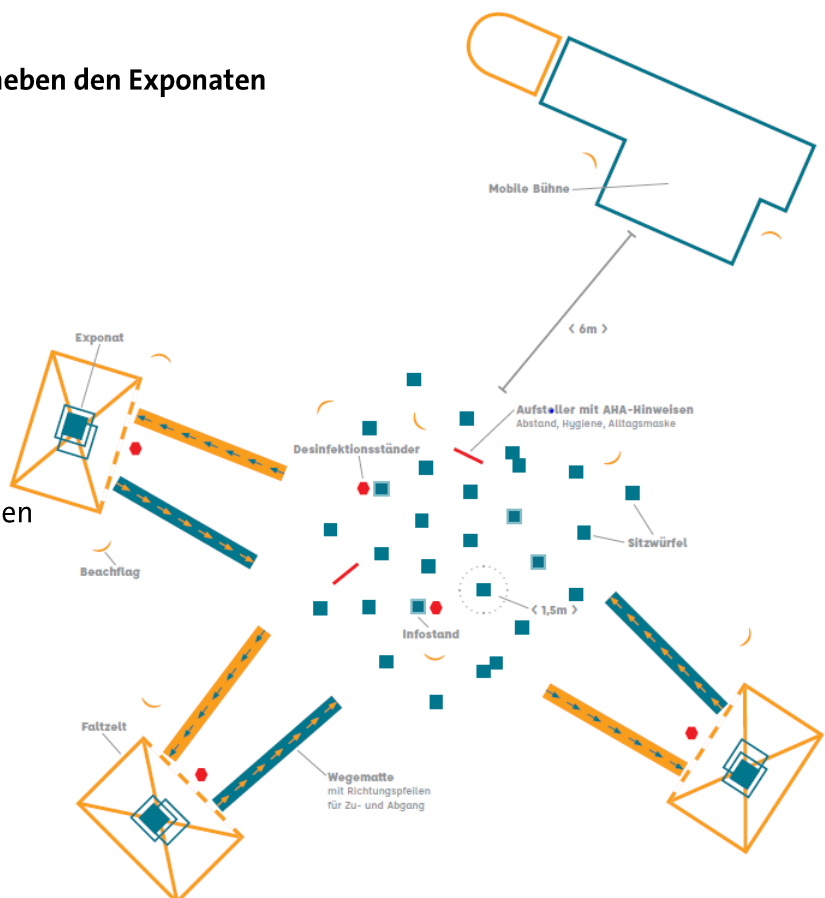 neben den Exponaten
Mobile Bühne
< 6m >
Exponat
Aufsteller mit AHA-Hinweisen
Abstand, Hygiene, Alltagsmaske
Desinfektionsständer
en
Sitzwürfel
Beachflag
< 1,5m >
Infostand
Faltzelt
Wegematte
mit Richtungspfeilen
für Zu- und Abgang